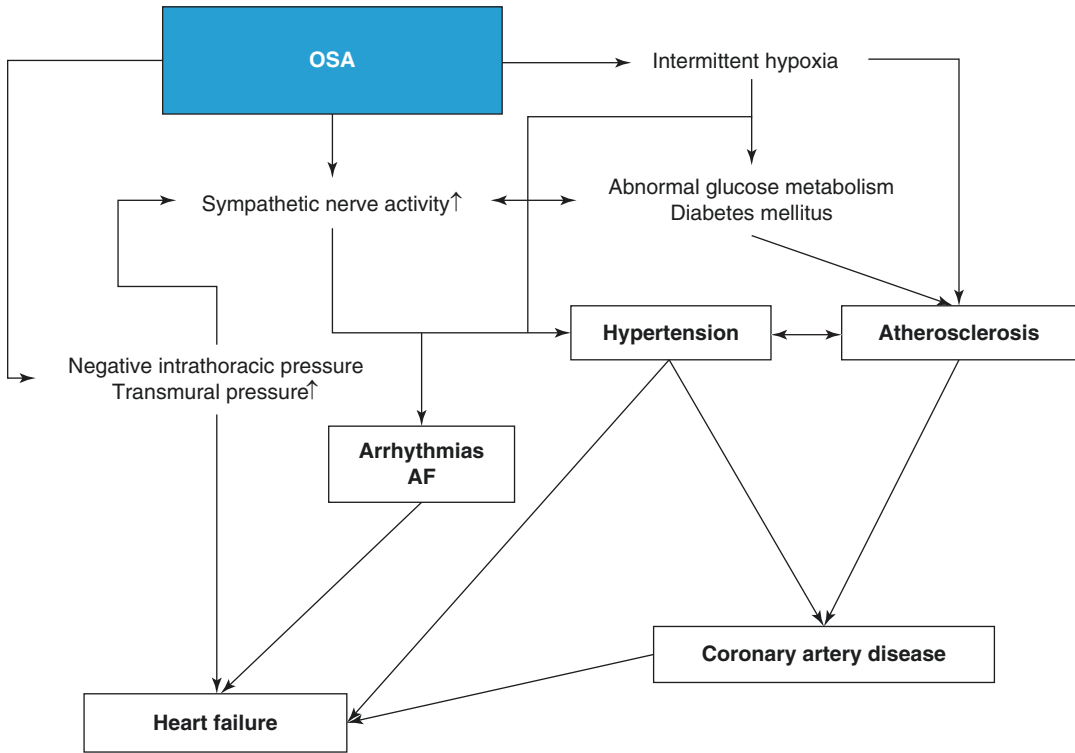 OSA
Intermittent hypoxia
Sympathetic nerve activity↑
Abnormal glucose metabolism
Diabetes mellitus
Hypertension
Atherosclerosis
Negative intrathoracic pressure
Transmural pressure↑
Arrhythmias
AF
Coronary artery disease
Heart failure